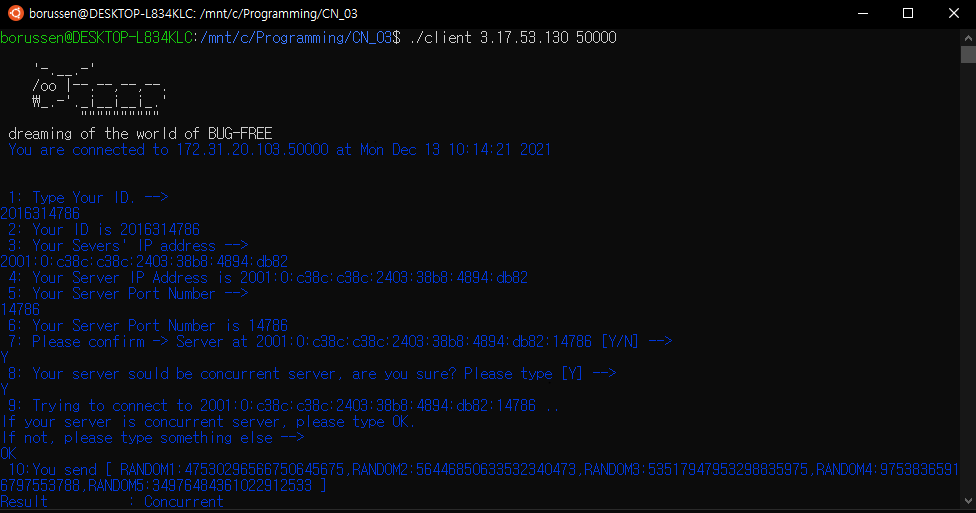 borussen@DESKTOP-L834KLC: /mnt/c/Programming/CN_03
borussen@DESKTOP-L834KLC:/mnt/c/Programming/CN_03$ ./client 3.17.53.130 50000
'-.__.-'
/oo |--.--,--,--.
₩_.-'._i__i__i_.'
""""""""""
dreaming of the world of BUG-FREE
You are connected to 172.31.20.103.50000 at Mon Dec 13 10:14:21 2021
1: Type Your ID. -->
2016314786
2: Your ID is 2016314786
3: Your Severs' IP address -->
2001:0:c38c:c38c:2403:38b8:4894:db82
4: Your Server IP Address is 2001:0:c38c:c38c:2403:38b8:4894:db82
5: Your Server Port Number -->
14786
6: Your Server Port Number is 14786
7: Please confirm -> Server at 2001:0:c38c:c38c:2403:38b8:4894:db82:14786 [Y/N] -->
Y
8: Your server sould be concurrent server, are you sure? Please type [Y] -->
Y
9: Trying to connect to 2001:0:c38c:c38c:2403:38b8:4894:db82:14786 ..
If your server is concurrent server, please type OK.
If not, please type something else -->
OK
10:You send [ RANDOM1:47530296566750645675,RANDOM2:56446850633532340473,RANDOM3:53517947953298835975,RANDOM4:9753836591
6797553788,RANDOM5:34976484361022912533 ]
Result : Concurrent